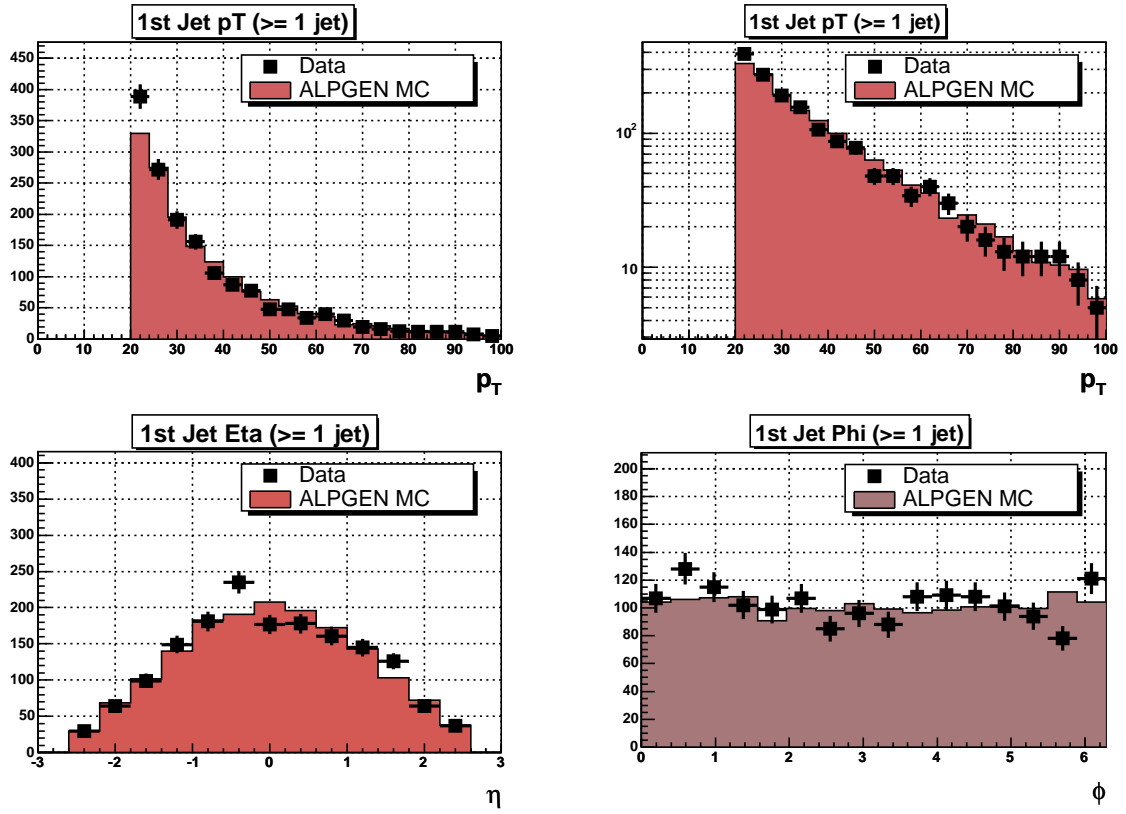 1st Jet pT (>= 1 jet)
Data
ALPGEN MC
450
400
350
300
250
200
150
100
50
0
0 10 20 30 40 50 60 70 80 90 100
p_T
1st Jet pT (>= 1 jet)
Data
ALPGEN MC
10^2
10
0 10 20 30 40 50 60 70 80 90 100
p_T
1st Jet Eta (>= 1 jet)
Data
ALPGEN MC
400
350
300
250
200
150
100
50
0
-3 -2 -1 0 1 2 3
η
1st Jet Phi (>= 1 jet)
Data
ALPGEN MC
200
180
160
140
120
100
80
60
40
20
0
0 1 2 3 4 5 6
ϕ